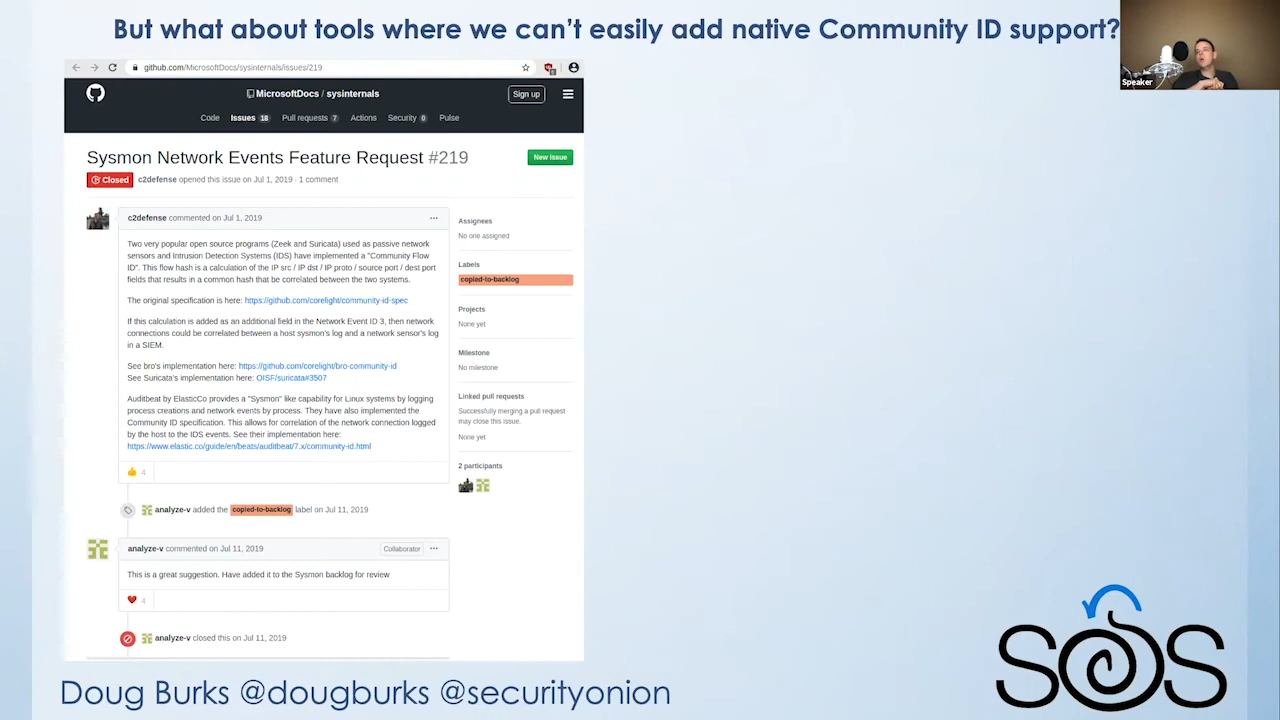 But what about tools where we can't easily add native Community ID support?
Speaker
github.com/MicrosoftDocs/sysinternals/issues/219
MicrosoftDocs / sysinternals
Sign up
Code Issues 18 Pull requests 7 Actions Security 0 Pulse
Sysmon Network Events Feature Request #219
New issue
Closed c2defense opened this issue on Jul 1, 2019 · 1 comment
c2defense commented on Jul 1, 2019
Two very popular open source programs (Zeek and Suricata) used as passive network
sensors and Intrusion Detection Systems (IDS) have implemented a "Community Flow
ID". This flow hash is a calculation of the IP src / IP dst / IP proto / source port / dest port
fields that results in a common hash that be correlated between the two systems.
The original specification is here: https://github.com/corelight/community-id-spec
If this calculation is added as an additional field in the Network Event ID 3, then network
connections could be correlated between a host sysmon's log and a network sensor's log
in a SIEM.
See bro's implementation here: https://github.com/corelight/bro-community-id
See Suricata's implementation here: OISF/suricata#3507
Auditbeat by ElasticCo provides a "Sysmon" like capability for Linux systems by logging
process creations and network events by process. They have also implemented the
Community ID specification. This allows for correlation of the network connection logged
by the host to the IDS events. See their implementation here:
https://www.elastic.co/guide/en/beats/auditbeat/7.x/community-id.html
4
analyze-v added the copied-to-backlog label on Jul 11, 2019
analyze-v commented on Jul 11, 2019
Collaborator
This is a great suggestion. Have added it to the Sysmon backlog for review
4
analyze-v closed this on Jul 11, 2019
Assignees
No one assigned
Labels
copied-to-backlog
Projects
None yet
Milestone
No milestone
Linked pull requests
Successfully merging a pull request
may close this issue.
None yet
2 participants
Doug Burks @dougburks @securityonion
SOS